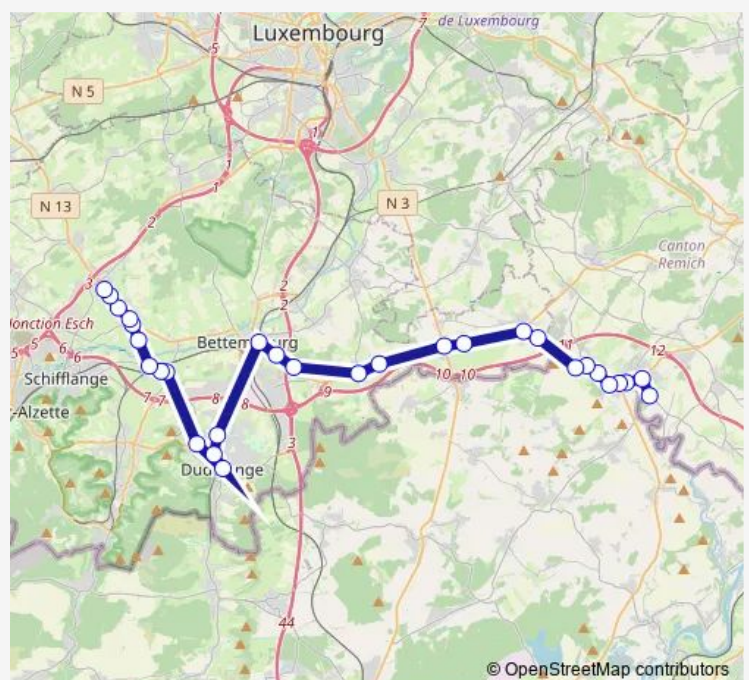 de Luxembourg
7
Luxembourg
5
N 5
1
1
1
N 13
2
N 3
Canton
Remich
3
2
2
Jonction Esch
5
5
6
6
Bettembourg
11
12
Schifflange
-Alzette
7
7
8
8
9
10
10
3
44
© OpenStreetMap contributors